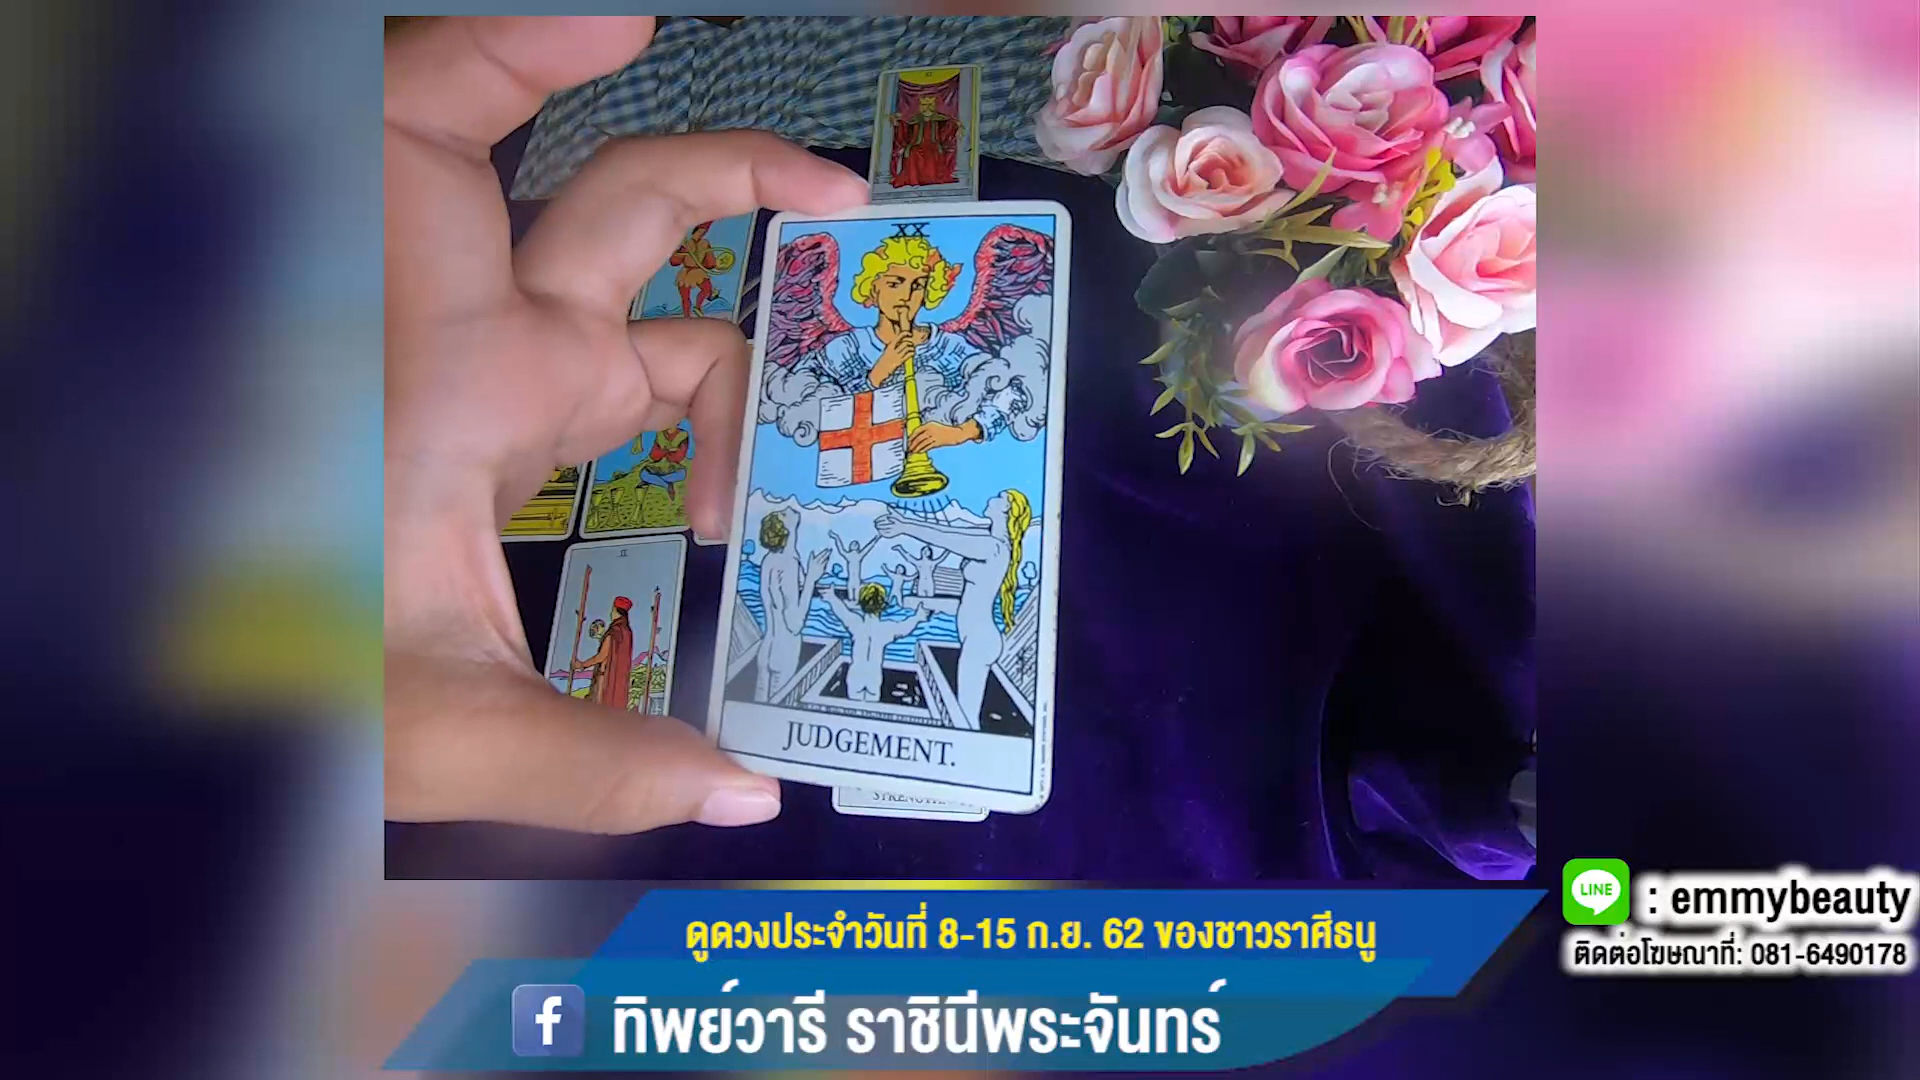 XX
JUDGEMENT.
II
ดูดวงประจำวันที่ 8-15 ก.ย. 62 ของชาวราศีธนู
ทิพย์วารี ราชินีพระจันทร์
LINE : emmybeauty
ติดต่อโฆษณาที่: 081-6490178